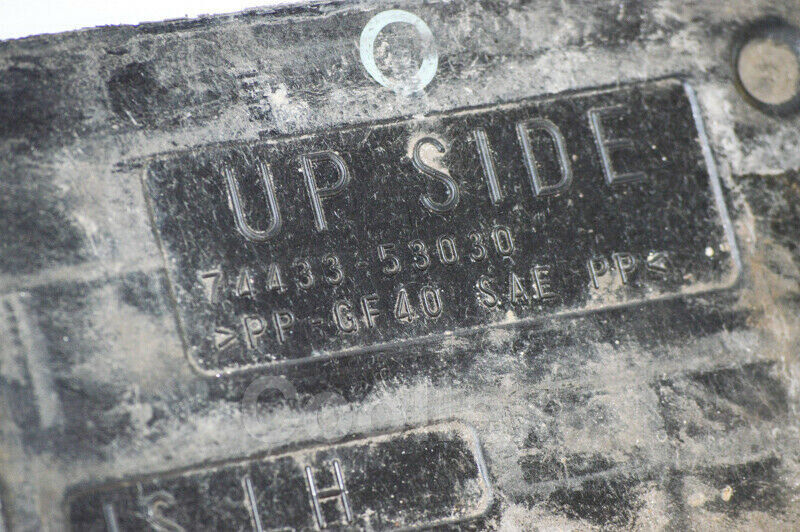 UP SIDE
74433 53030
>PP-GF40 SAE PP<
LH